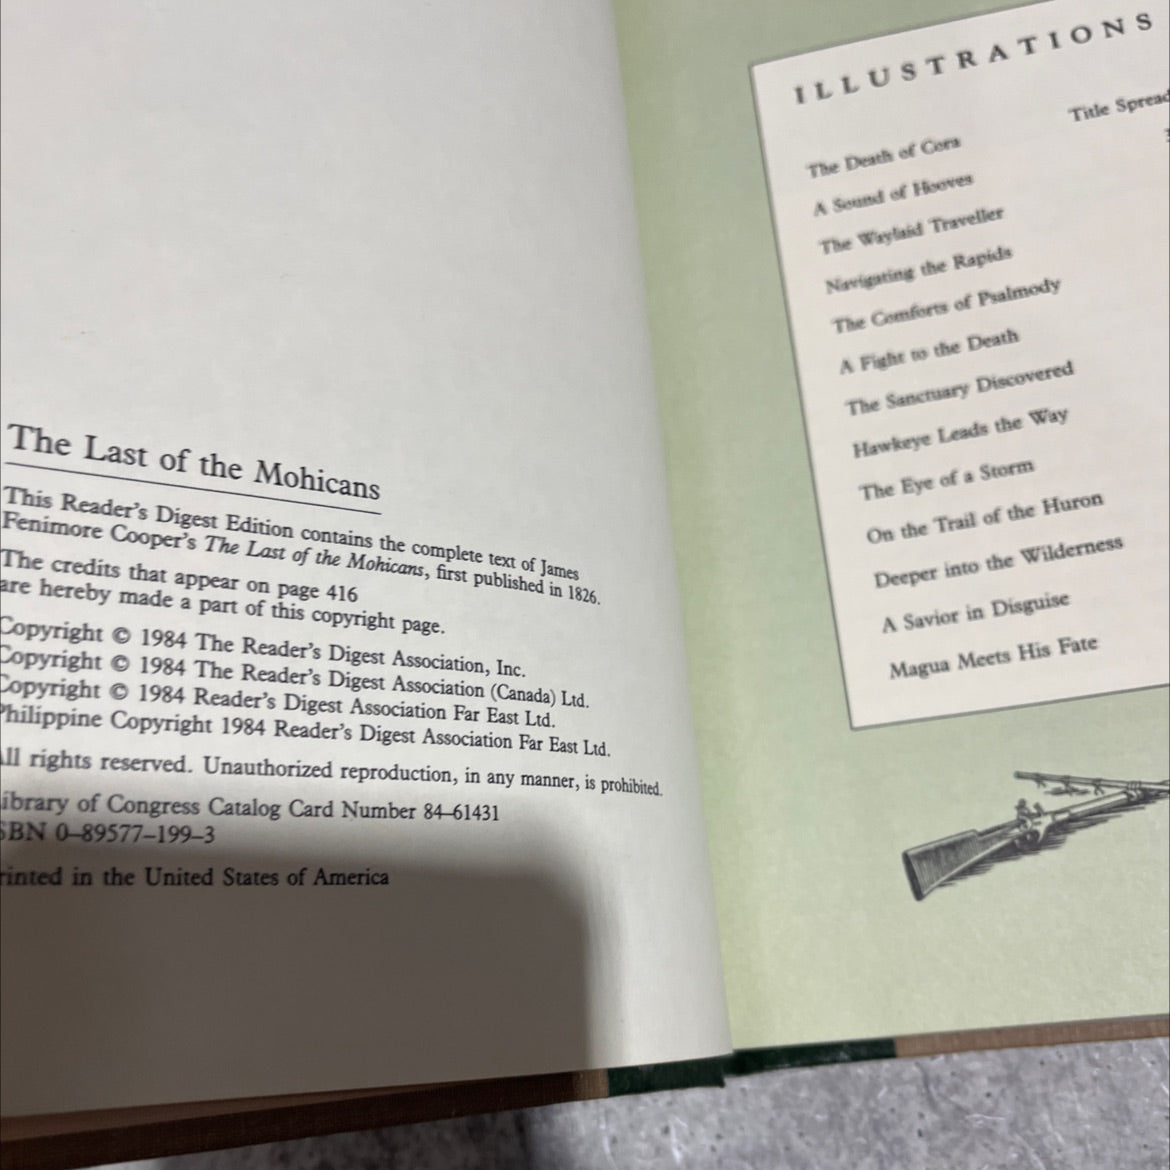 The Last of the Mohicans
This Reader's Digest Edition contains the complete text of James
Fenimore Cooper's The Last of the Mohicans, first published in 1826.
The credits that appear on page 416
are hereby made a part of this copyright page.
Copyright © 1984 The Reader's Digest Association, Inc.
Copyright © 1984 The Reader's Digest Association (Canada) Ltd.
Copyright © 1984 Reader's Digest Association Far East Ltd.
Philippine Copyright 1984 Reader's Digest Association Far East Ltd.
All rights reserved. Unauthorized reproduction, in any manner, is prohibited.
ibrary of Congress Catalog Card Number 84–61431
SBN 0–89577–199–3
rinted in the United States of America
ILLUSTRATIONS
The Death of Cora Title Spread
A Sound of Hooves
The Waylaid Traveller
Navigating the Rapids
The Comforts of Psalmody
A Fight to the Death
The Sanctuary Discovered
Hawkeye Leads the Way
The Eye of a Storm
On the Trail of the Huron
Deeper into the Wilderness
A Savior in Disguise
Magua Meets His Fate